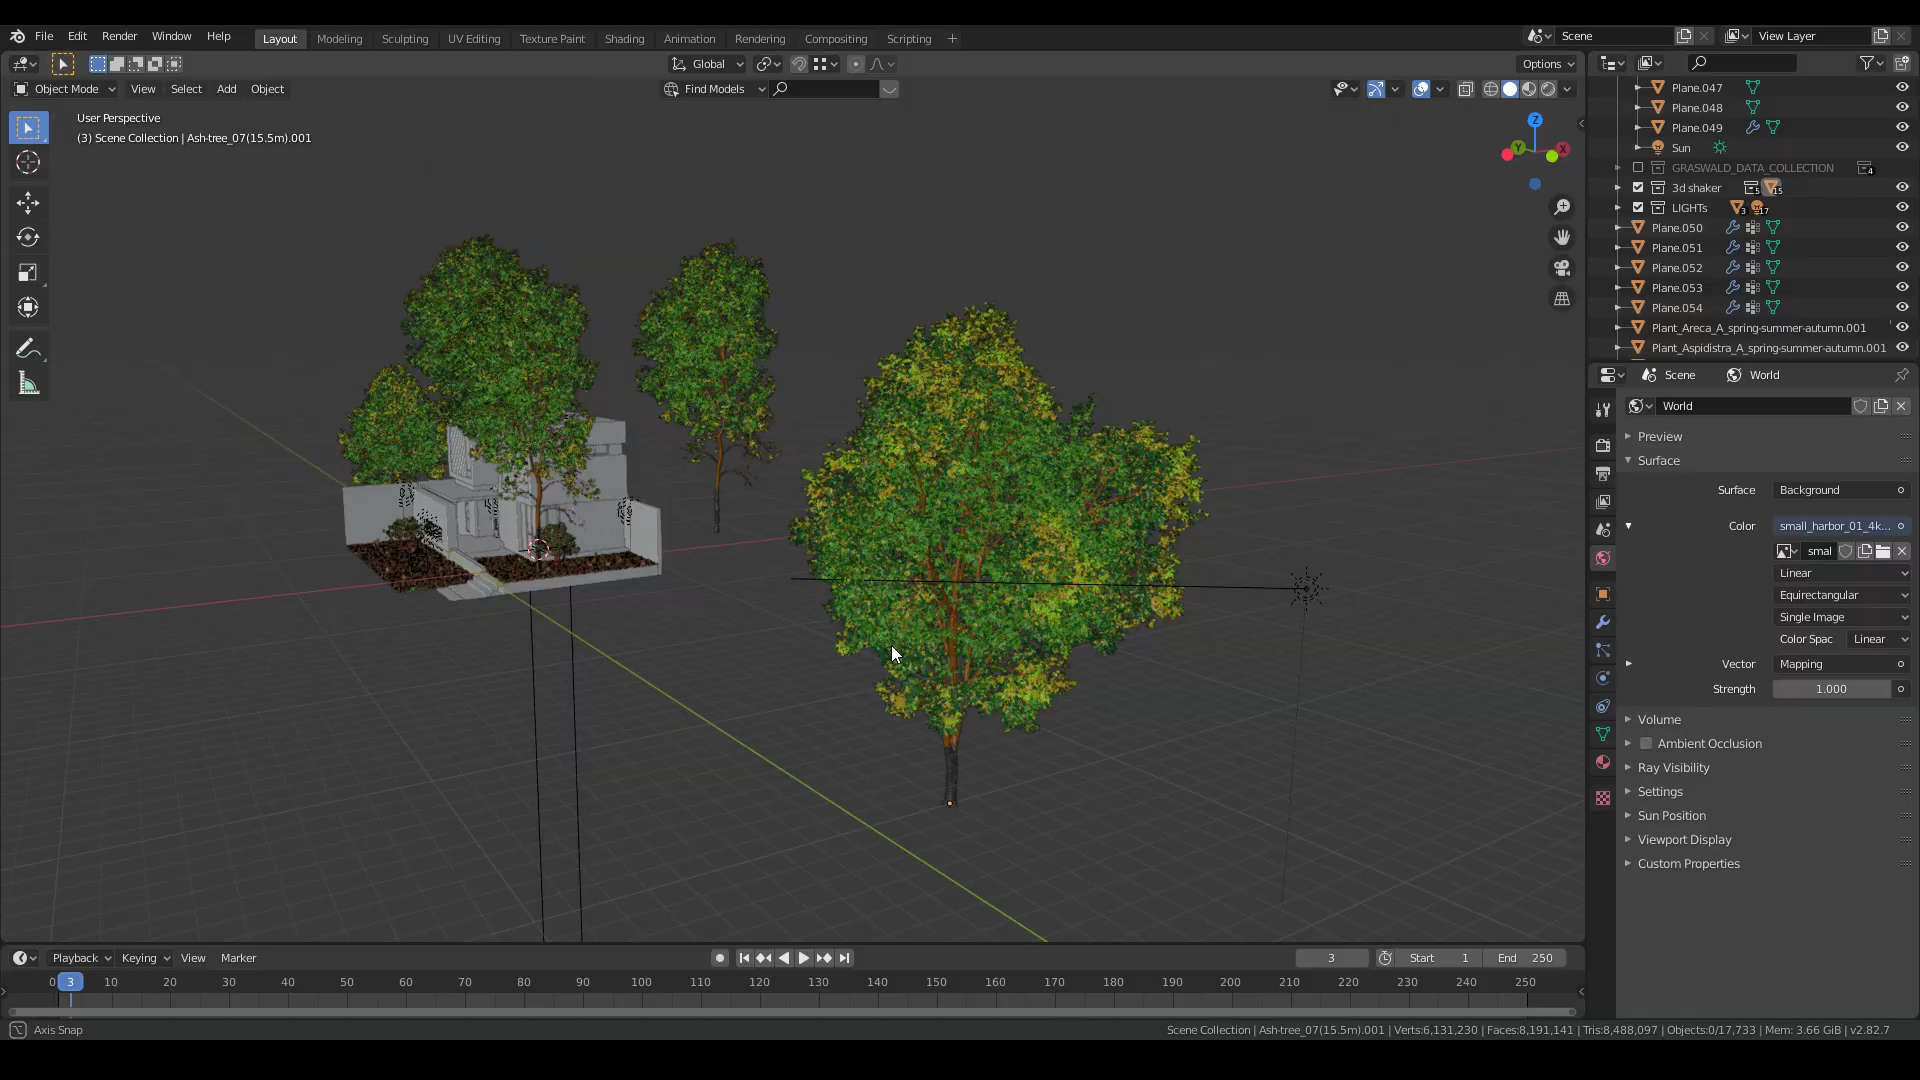 File Edit Render Window Help Layout Modeling Sculpting UV Editing Texture Paint Shading Animation Rendering Compositing Scripting + Scene View Layer
Global Options
Object Mode View Select Add Object Find Models
User Perspective
(3) Scene Collection | Ash-tree_07(15.5m).001
Z
Y
X
Plane.047
Plane.048
Plane.049
Sun
GRASWALD_DATA_COLLECTION 4
3d shaker 5 15
LIGHTs 3 17
Plane.050
Plane.051
Plane.052
Plane.053
Plane.054
Plant_Areca_A_spring-summer-autumn.001
Plant_Aspidistra_A_spring-summer-autumn.001
Scene World
World
Preview
Surface
Surface Background
Color small_harbor_01_4k...
smal
Linear
Equirectangular
Single Image
Color Spac Linear
Vector Mapping
Strength 1.000
Volume
Ambient Occlusion
Ray Visibility
Settings
Sun Position
Viewport Display
Custom Properties
Playback Keying View Marker 3 Start 1 End 250
0 3 10 20 30 40 50 60 70 80 90 100 110 120 130 140 150 160 170 180 190 200 210 220 230 240 250
Axis Snap
Scene Collection | Ash-tree_07(15.5m).001 | Verts:6,131,230 | Faces:8,191,141 | Tris:8,488,097 | Objects:0/17,733 | Mem: 3.66 GiB | v2.82.7